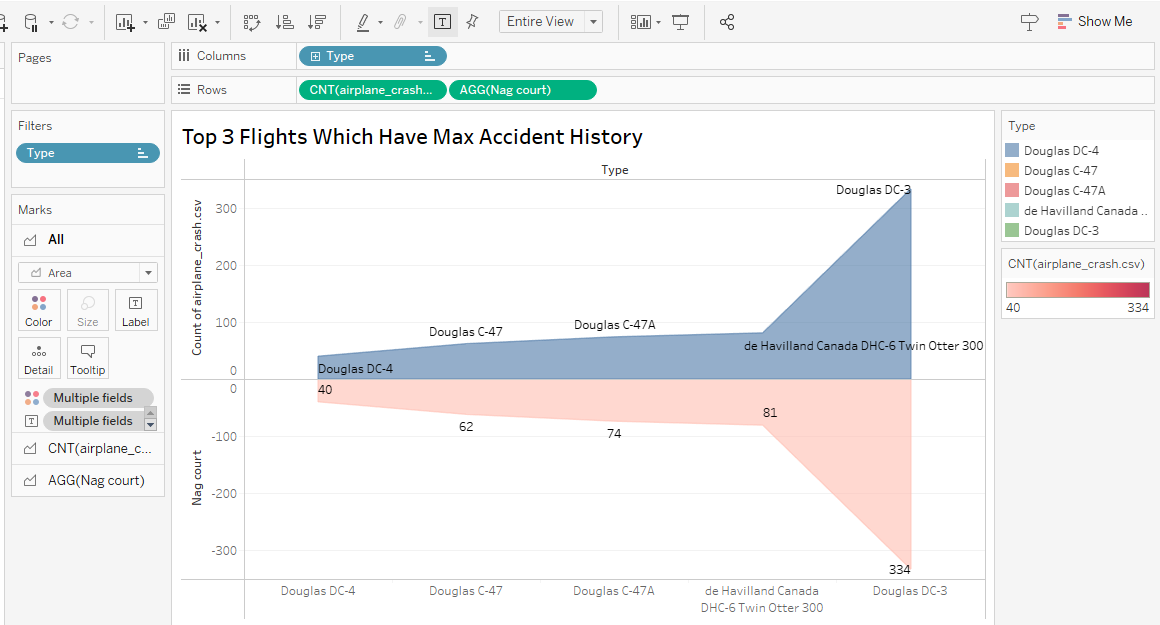 Entire View
Show Me
Pages
Columns
Type
Rows
CNT(airplane_crash...
AGG(Nag court)
Filters
Type
Marks
All
Area
Color
Size
Label
Detail
Tooltip
Multiple fields
Multiple fields
CNT(airplane_c...
AGG(Nag court)
Top 3 Flights Which Have Max Accident History
Type
Count of airplane_crash.csv
300
200
100
0
Douglas DC-3
Douglas C-47
Douglas C-47A
de Havilland Canada DHC-6 Twin Otter 300
Douglas DC-4
Nag court
0
-100
-200
-300
40
62
74
81
334
Douglas DC-4
Douglas C-47
Douglas C-47A
de Havilland Canada
DHC-6 Twin Otter 300
Douglas DC-3
Type
Douglas DC-4
Douglas C-47
Douglas C-47A
de Havilland Canada ..
Douglas DC-3
CNT(airplane_crash.csv)
40
334